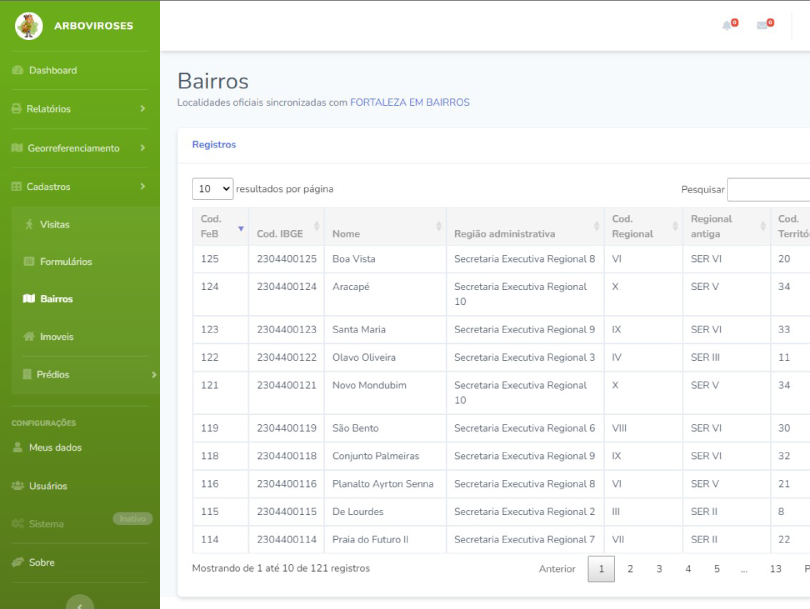 ARBOVIROSES
0
0
Dashboard
Relatórios
Georreferenciamento
Cadastros
Visitas
Formulários
Bairros
Imoveis
Prédios
CONFIGURAÇÕES
Meus dados
Usuários
Sistema
Inativo
Sobre
Bairros
Localidades oficiais sincronizadas com FORTALEZA EM BAIRROS
Registros
10 resultados por página
Pesquisar
Cod. FeB Cod. IBGE Nome Região administrativa Cod. Regional Regional antiga Cod. Territó
125 2304400125 Boa Vista Secretaria Executiva Regional 8 VI SER VI 20
124 2304400124 Aracapé Secretaria Executiva Regional 10 X SER V 34
123 2304400123 Santa Maria Secretaria Executiva Regional 9 IX SER VI 33
122 2304400122 Olavo Oliveira Secretaria Executiva Regional 3 IV SER III 11
121 2304400121 Novo Mondubim Secretaria Executiva Regional 10 X SER V 34
119 2304400119 São Bento Secretaria Executiva Regional 6 VIII SER VI 30
118 2304400118 Conjunto Palmeiras Secretaria Executiva Regional 9 IX SER VI 32
116 2304400116 Planalto Ayrton Senna Secretaria Executiva Regional 8 VI SER V 21
115 2304400115 De Lourdes Secretaria Executiva Regional 2 III SER II 8
114 2304400114 Praia do Futuro II Secretaria Executiva Regional 7 VII SER II 22
Mostrando de 1 até 10 de 121 registros
Anterior 1 2 3 4 5 ... 13 P